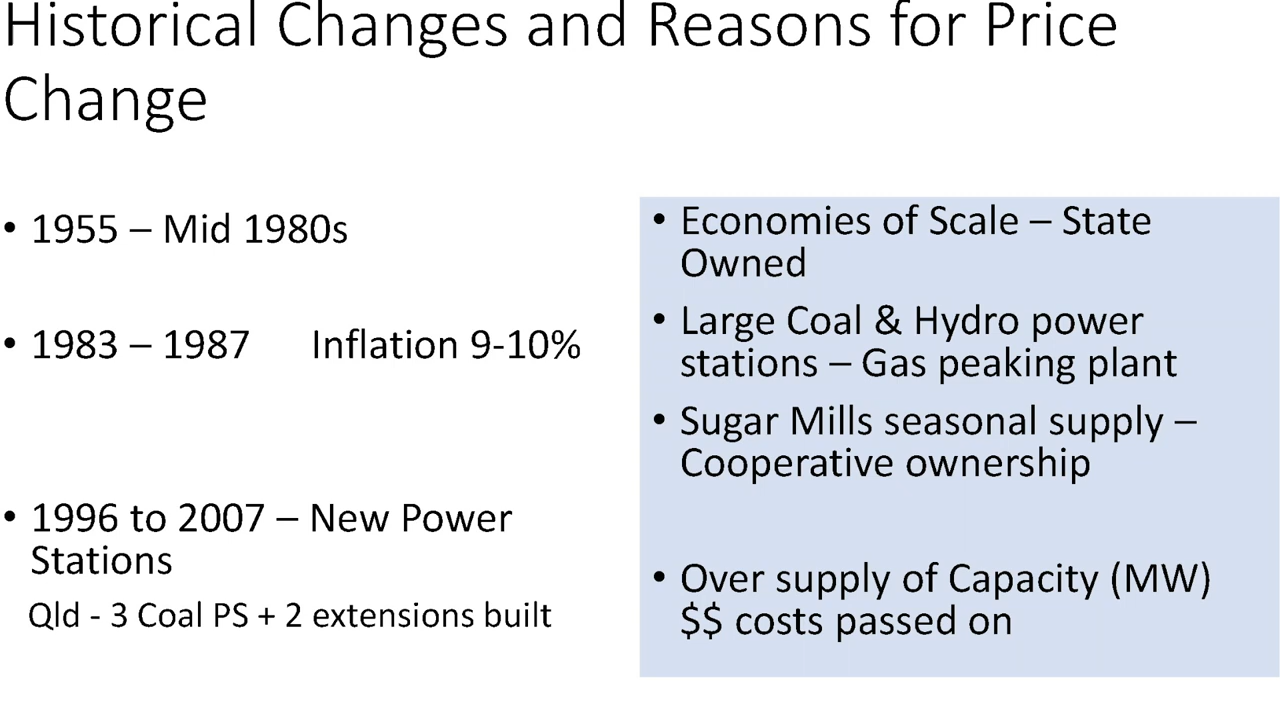 Historical Changes and Reasons for Price
Change
• 1955 – Mid 1980s
• 1983 – 1987 Inflation 9-10%
• 1996 to 2007 – New Power
Stations
Qld - 3 Coal PS + 2 extensions built
• Economies of Scale – State
Owned
• Large Coal & Hydro power
stations – Gas peaking plant
• Sugar Mills seasonal supply –
Cooperative ownership
• Over supply of Capacity (MW)
$$ costs passed on